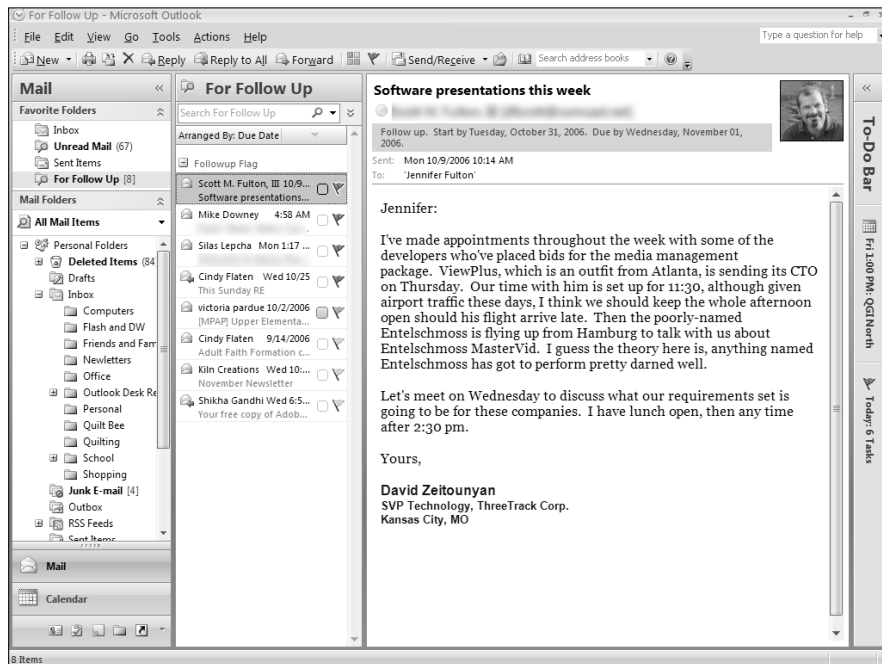 For Follow Up - Microsoft Outlook
File Edit View Go Tools Actions Help
Type a question for help
New Reply Reply to All Forward Send/Receive Search address books
Mail
Favorite Folders
Inbox
Unread Mail (67)
Sent Items
For Follow Up [8]
Mail Folders
All Mail Items
Personal Folders
Deleted Items (84
Drafts
Inbox
Computers
Flash and DW
Friends and Fam
Newletters
Office
Outlook Desk Re
Personal
Quilt Bee
Quilting
School
Shopping
Junk E-mail [4]
Outbox
RSS Feeds
Sent Items
Mail
Calendar
8 Items
For Follow Up
Search For Follow Up
Arranged By: Due Date
Followup Flag
Scott M. Fulton, III 10/9...
Software presentations...
Mike Downey 4:58 AM
Silas Lepcha Mon 1:17 ...
Cindy Flaten Wed 10/25
This Sunday RE
victoria pardue 10/2/2006
[MPAP] Upper Elementa...
Cindy Flaten 9/14/2006
Adult Faith Formation c...
Kiln Creations Wed 10:...
November Newsletter
Shikha Gandhi Wed 6:5...
Your free copy of Adob...
Software presentations this week
Follow up. Start by Tuesday, October 31, 2006. Due by Wednesday, November 01,
2006.
Sent: Mon 10/9/2006 10:14 AM
To: 'Jennifer Fulton'
Jennifer:
I've made appointments throughout the week with some of the
developers who've placed bids for the media management
package. ViewPlus, which is an outfit from Atlanta, is sending its CTO
on Thursday. Our time with him is set up for 11:30, although given
airport traffic these days, I think we should keep the whole afternoon
open should his flight arrive late. Then the poorly-named
Entelschmoss is flying up from Hamburg to talk with us about
Entelschmoss MasterVid. I guess the theory here is, anything named
Entelschmoss has got to perform pretty darned well.
Let's meet on Wednesday to discuss what our requirements set is
going to be for these companies. I have lunch open, then any time
after 2:30 pm.
Yours,
David Zeitounyan
SVP Technology, ThreeTrack Corp.
Kansas City, MO
To-Do Bar
Fri 1:00 PM: QGI North
Today: 6 Tasks